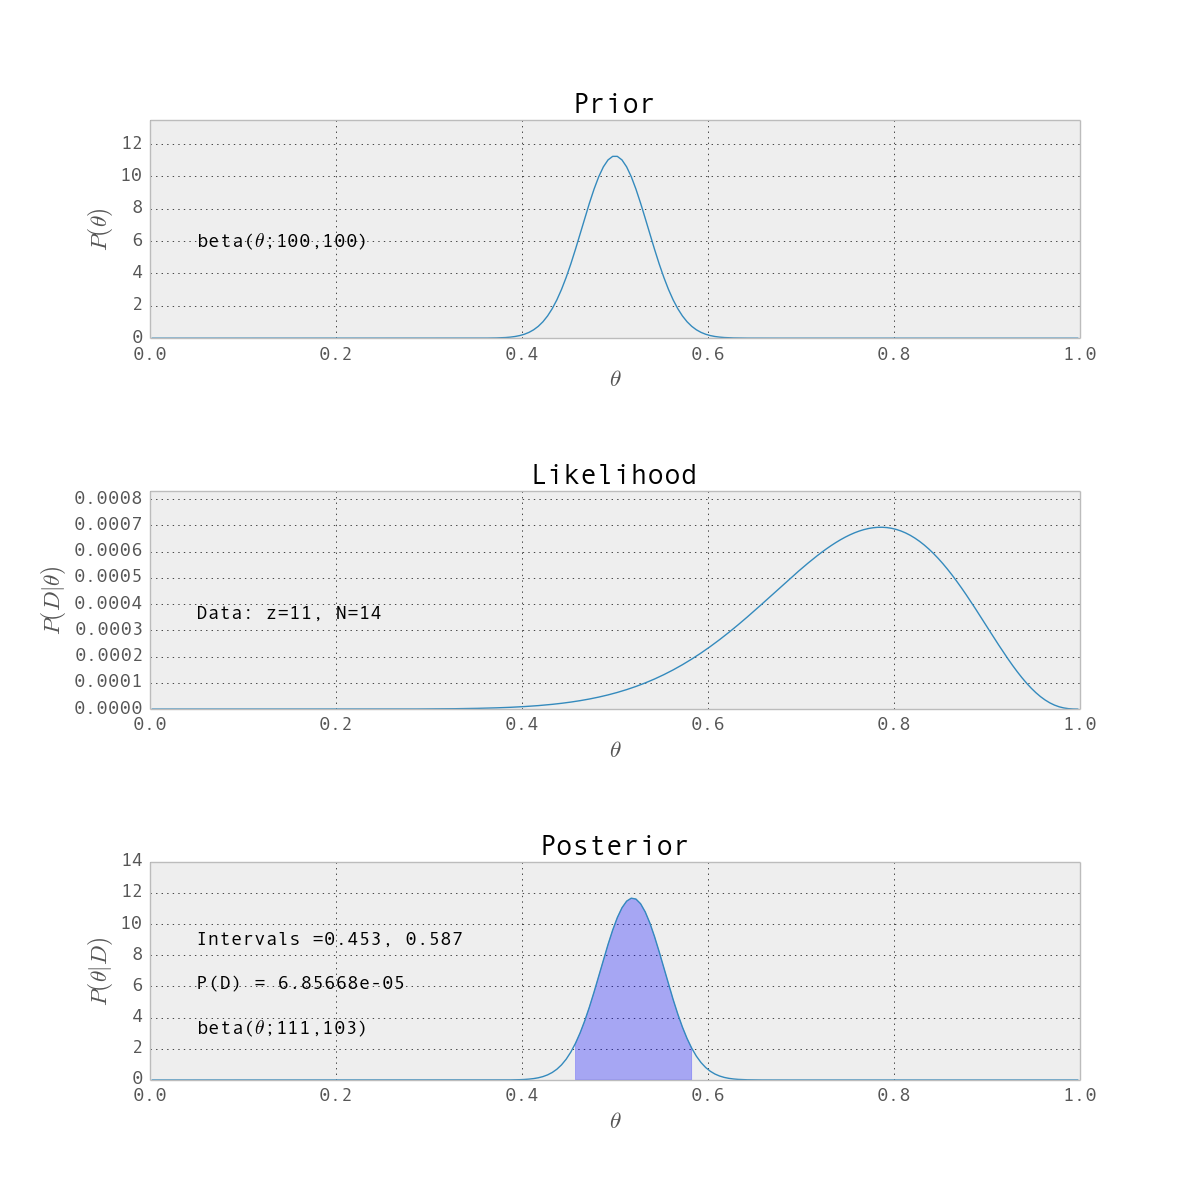 Prior
12
10
8
6
4
2
0
P(θ)
beta(θ;100,100)
0.0 0.2 0.4 0.6 0.8 1.0
θ
Likelihood
0.0008
0.0007
0.0006
0.0005
0.0004
0.0003
0.0002
0.0001
0.0000
P(D|θ)
Data: z=11, N=14
0.0 0.2 0.4 0.6 0.8 1.0
θ
Posterior
14
12
10
8
6
4
2
0
P(θ|D)
Intervals =0.453, 0.587
P(D) = 6.85668e-05
beta(θ;111,103)
0.0 0.2 0.4 0.6 0.8 1.0
θ